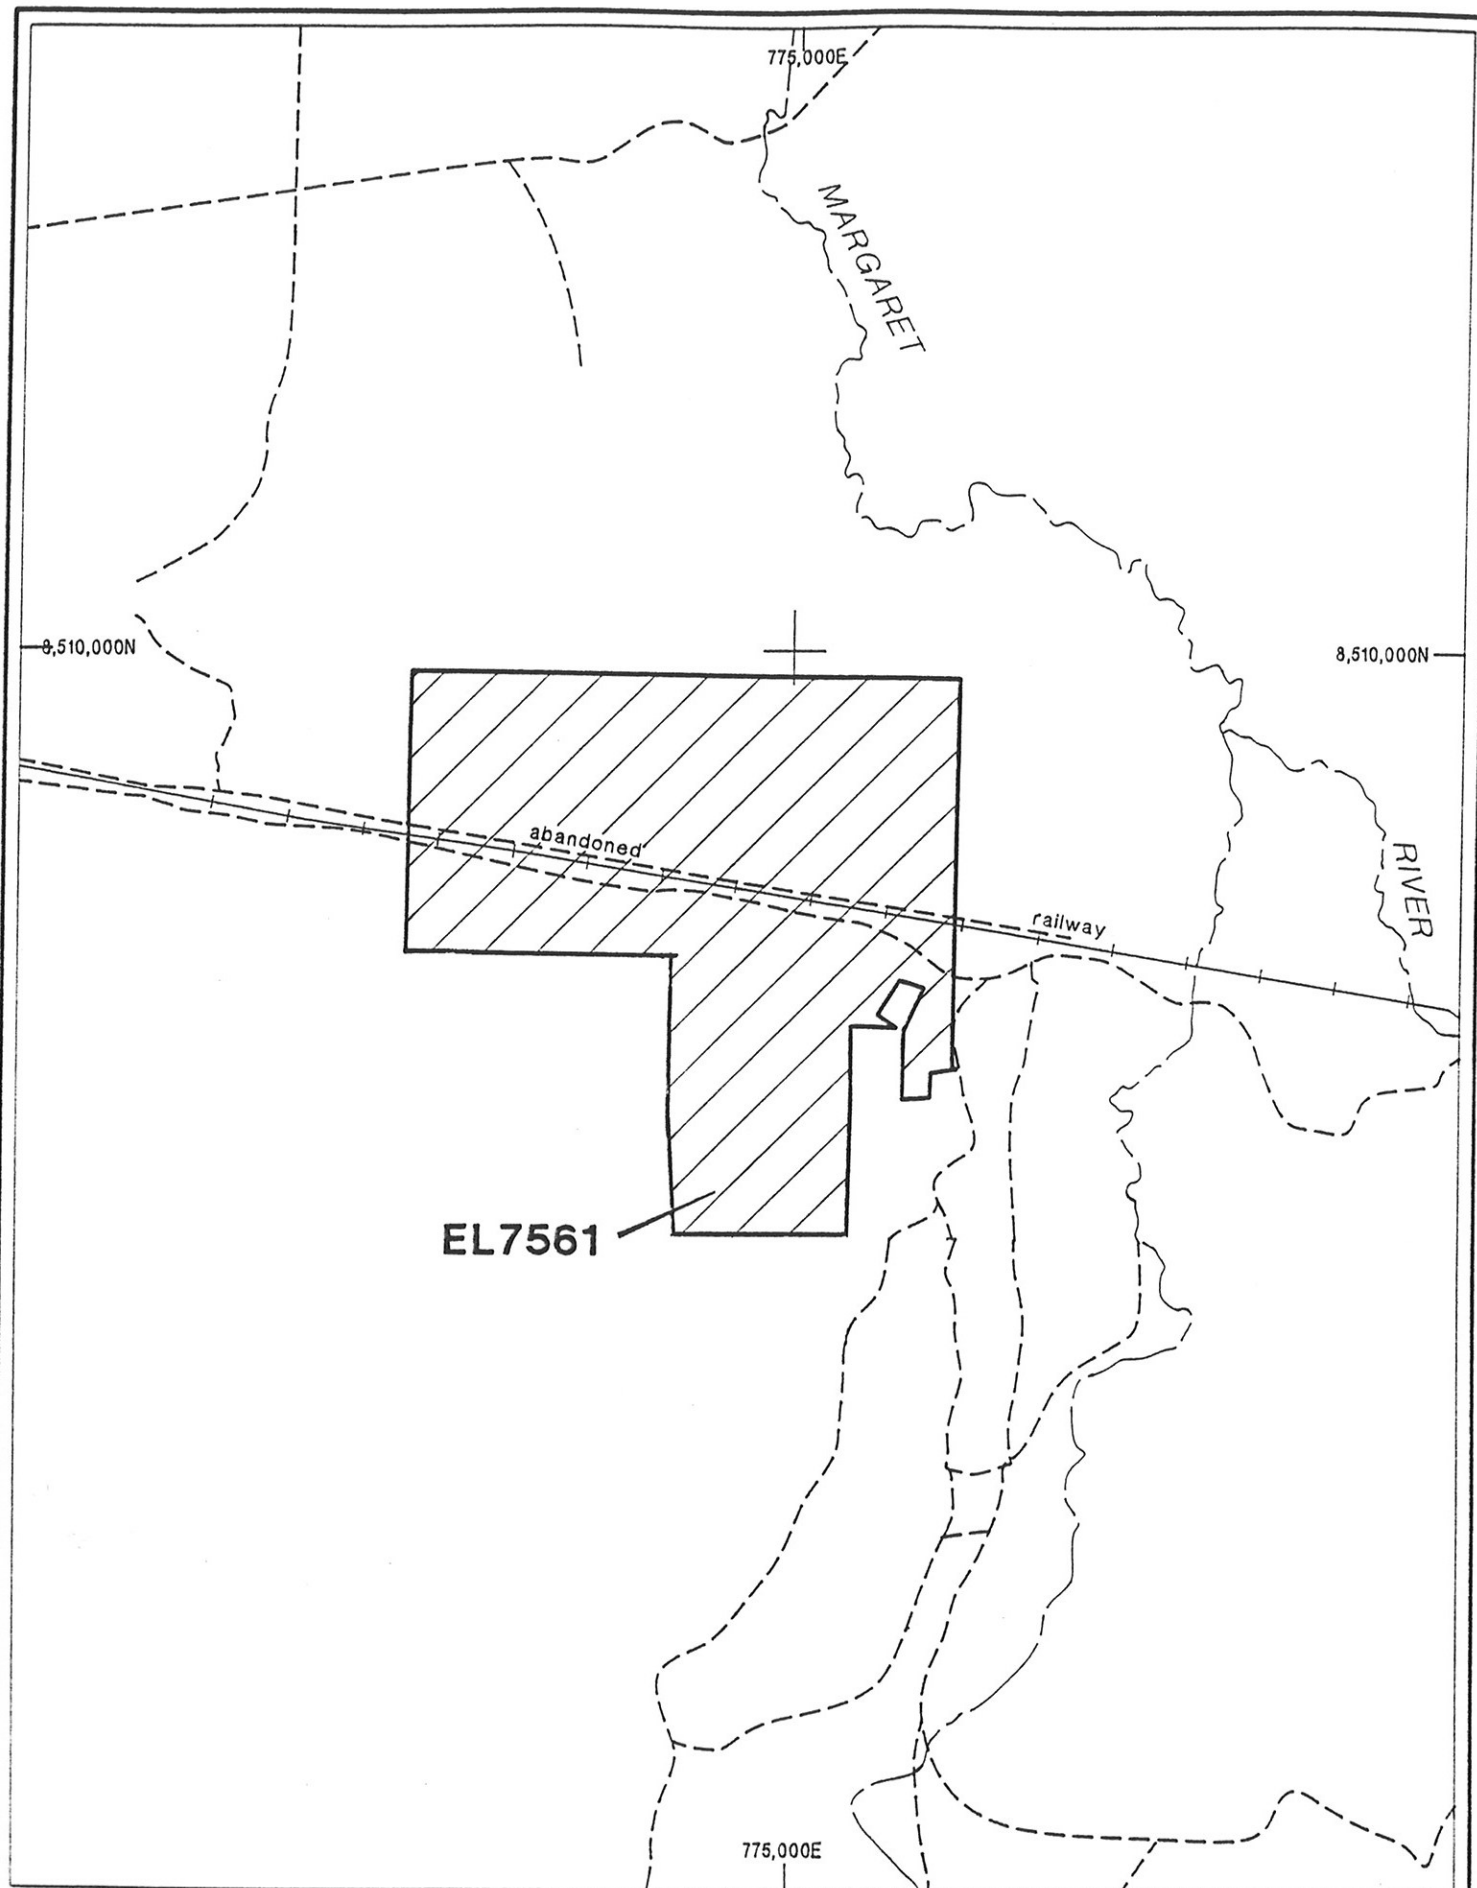 775,000E
MARGARET
8,510,000N
8,510,000N
abandoned
railway
RIVER
EL7561
775,000E